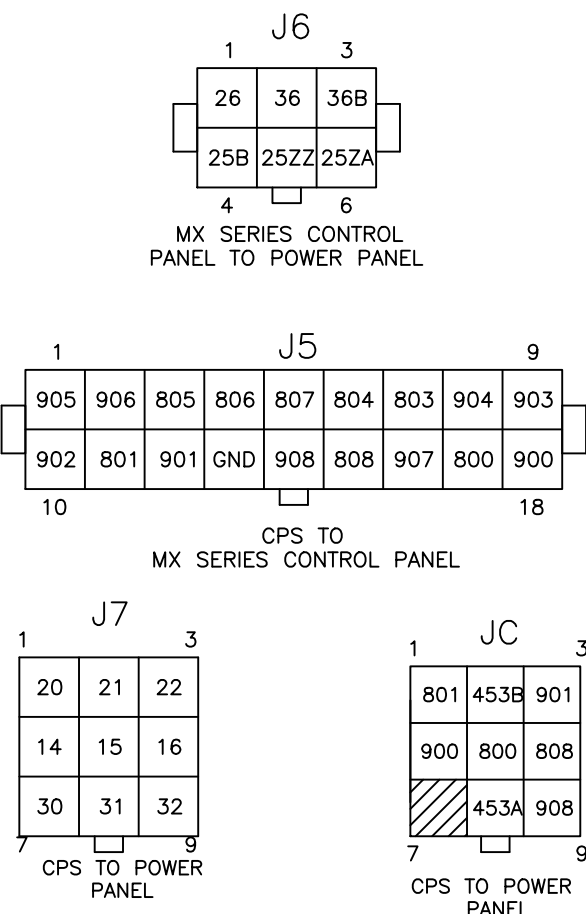 J6
1 3
26 36 36B
25B 25ZZ 25ZA
4 6
MX SERIES CONTROL
PANEL TO POWER PANEL
J5
1 9
905 906 805 806 807 804 803 904 903
902 801 901 GND 908 808 907 800 900
10 18
CPS TO
MX SERIES CONTROL PANEL
J7
1 3
20 21 22
14 15 16
30 31 32
7 9
CPS TO POWER
PANEL
JC
1 3
801 453B 901
900 800 808
453A 908
7 9
CPS TO POWER
PANEL